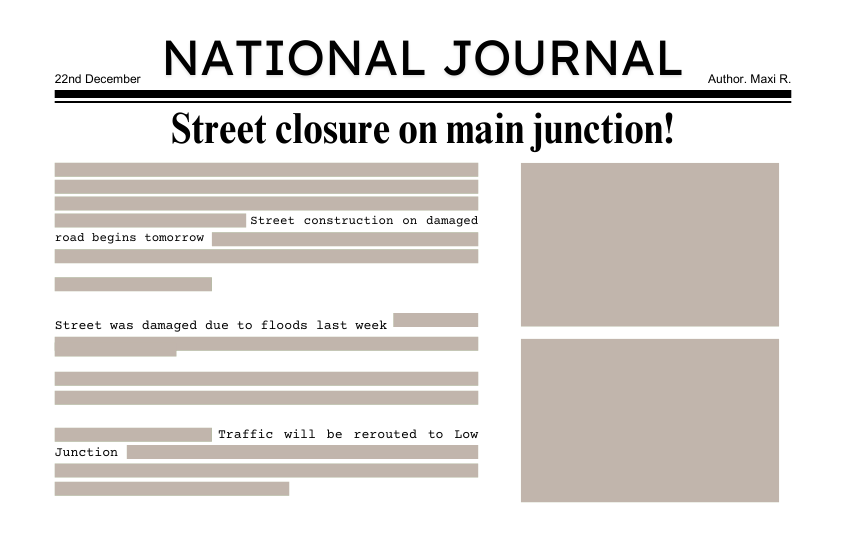 NATIONAL JOURNAL
22nd December
Author. Maxi R.
Street closure on main junction!
Street construction on damaged
road begins tomorrow
Street was damaged due to floods last week
Traffic will be rerouted to Low
Junction